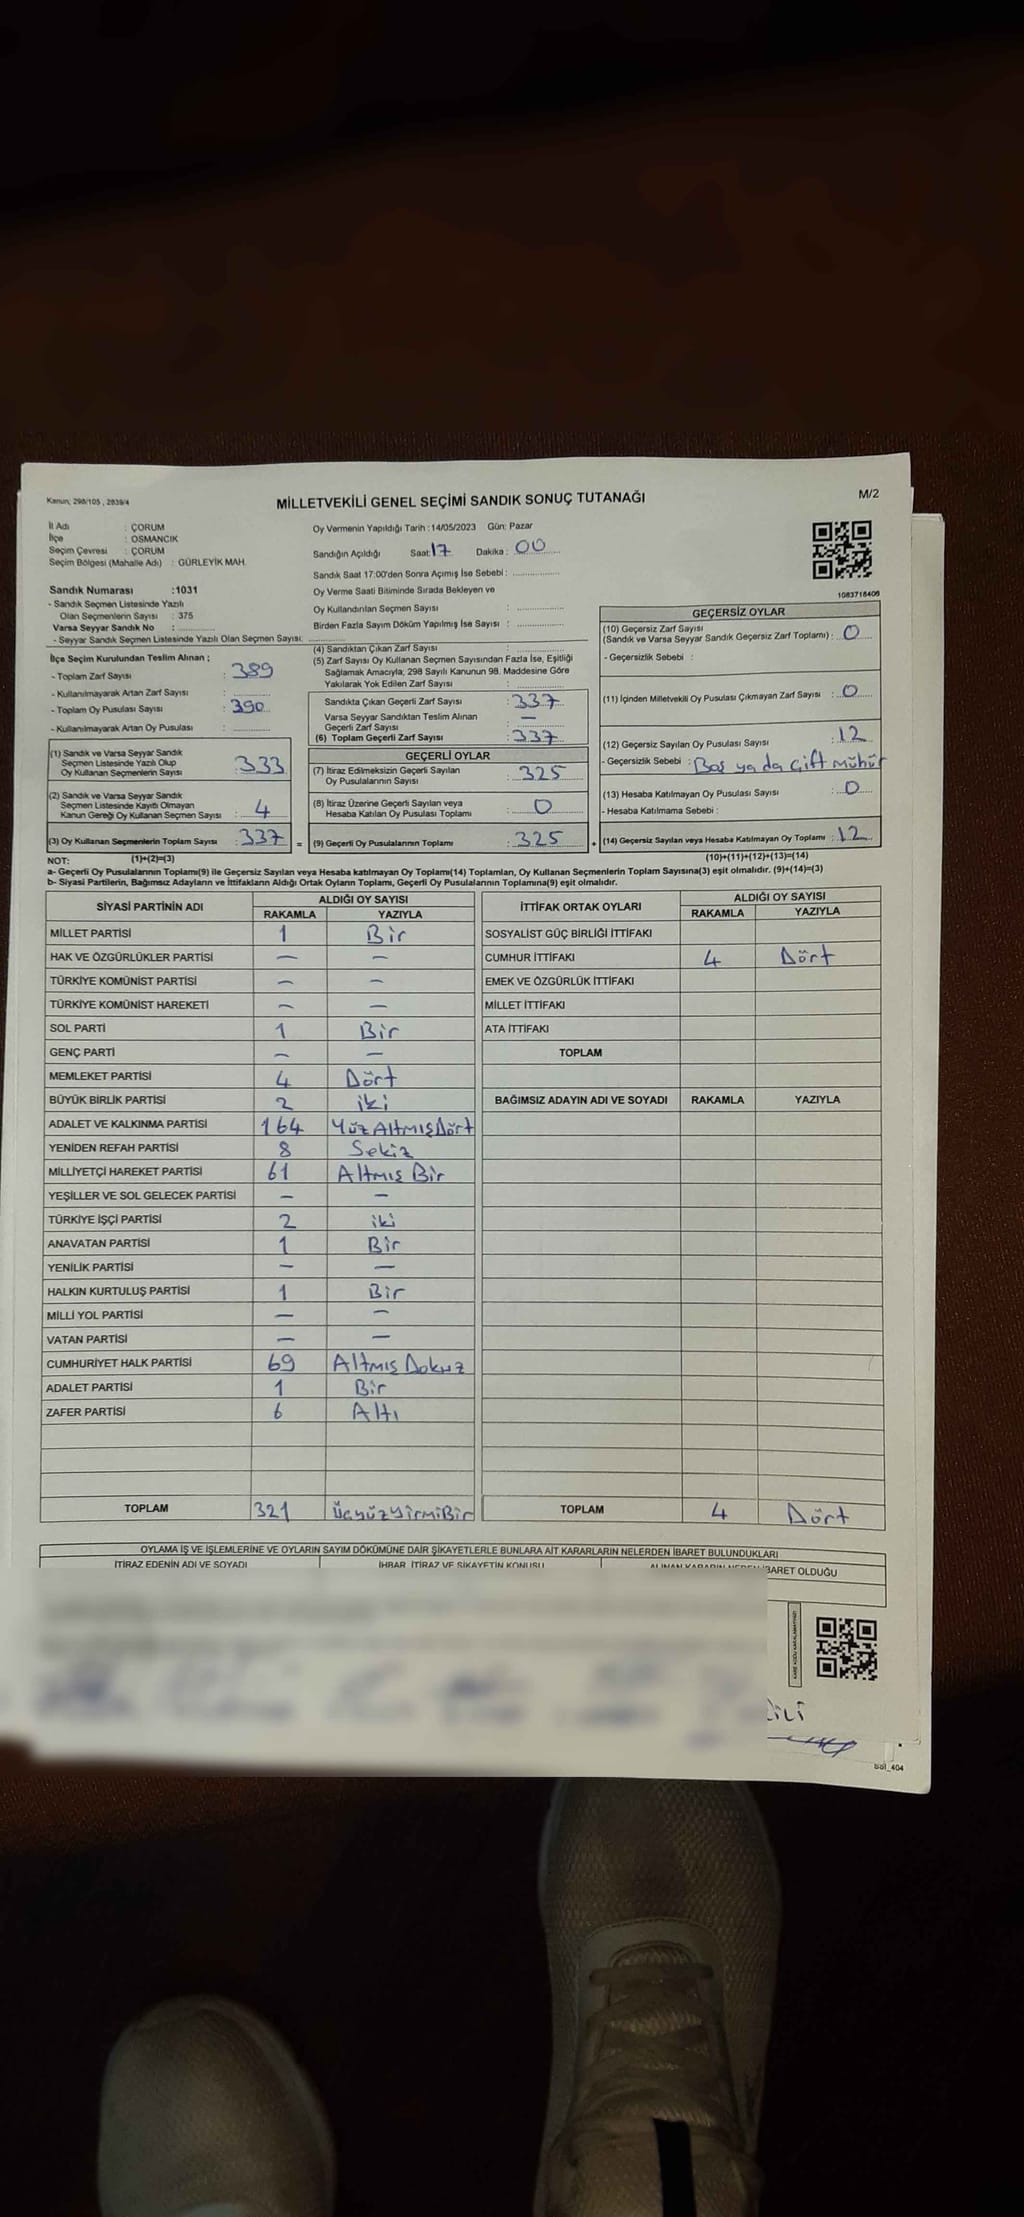 Kanun; 298/105 , 2839/4
MİLLETVEKİLİ GENEL SEÇİMİ SANDIK SONUÇ TUTANAĞI
M/2
İl Adı : ÇORUM
İlçe : OSMANCIK
Seçim Çevresi : ÇORUM
Seçim Bölgesi (Mahalle Adı) : GÜRLEYİK MAH.
Oy Vermenin Yapıldığı Tarih :14/05/2023 Gün: Pazar
Sandığın Açıldığı Saat: 17 Dakika : 00
Sandık Saat 17:00'den Sonra Açımış İse Sebebi :
Oy Verme Saati Bitiminde Sırada Bekleyen ve
Oy Kullandırılan Seçmen Sayısı :
Birden Fazla Sayım Döküm Yapılmış İse Sayısı :
1083718406
Sandık Numarası :1031
- Sandık Seçmen Listesinde Yazılı
Olan Seçmenlerin Sayısı : 375
Varsa Seyyar Sandık No :
- Seyyar Sandık Seçmen Listesinde Yazılı Olan Seçmen Sayısı:
İlçe Seçim Kurulundan Teslim Alınan ;
- Toplam Zarf Sayısı : 389
- Kullanılmayarak Artan Zarf Sayısı :
- Toplam Oy Pusulası Sayısı : 390
- Kullanılmayarak Artan Oy Pusulası :
(1) Sandık ve Varsa Seyyar Sandık
Seçmen Listesinde Yazılı Olup
Oy Kullanan Seçmenlerin Sayısı : 333
(2) Sandık ve Varsa Seyyar Sandık
Seçmen Listesinde Kayıtlı Olmayan
Kanun Gereği Oy Kullanan Seçmen Sayısı : 4
(3) Oy Kullanan Seçmenlerin Toplam Sayısı : 337 =
(4) Sandıktan Çıkan Zarf Sayısı :
(5) Zarf Sayısı Oy Kullanan Seçmen Sayısından Fazla İse, Eşitliği
Sağlamak Amacıyla, 298 Sayılı Kanunun 98. Maddesine Göre
Yakılarak Yok Edilen Zarf Sayısı :
Sandıkta Çıkan Geçerli Zarf Sayısı : 337
Varsa Seyyar Sandıktan Teslim Alınan
Geçerli Zarf Sayısı : —
(6) Toplam Geçerli Zarf Sayısı : 337
GEÇERLİ OYLAR
(7) İtiraz Edilmeksizin Geçerli Sayılan
Oy Pusulalarının Sayısı : 325
(8) İtiraz Üzerine Geçerli Sayılan veya
Hesaba Katılan Oy Pusulası Toplamı : 0
(9) Geçerli Oy Pusulalarının Toplamı : 325 +
GEÇERSİZ OYLAR
(10) Geçersiz Zarf Sayısı
(Sandık ve Varsa Seyyar Sandık Geçersiz Zarf Toplamı) : 0
- Geçersizlik Sebebi :
(11) İçinden Milletvekili Oy Pusulası Çıkmayan Zarf Sayısı : 0
(12) Geçersiz Sayılan Oy Pusulası Sayısı : 12
- Geçersizlik Sebebi : Boş ya da Çift mühür
(13) Hesaba Katılmayan Oy Pusulası Sayısı : 0
- Hesaba Katılmama Sebebi :
(14) Geçersiz Sayılan veya Hesaba Katılmayan Oy Toplamı : 12
NOT: (1)+(2)=(3) (10)+(11)+(12)+(13)=(14)
a- Geçerli Oy Pusulalarının Toplamı(9) ile Geçersiz Sayılan veya Hesaba katılmayan Oy Toplamı(14) Toplamları, Oy Kullanan Seçmenlerin Toplam Sayısına(3) eşit olmalıdır. (9)+(14)=(3)
b- Siyasi Partilerin, Bağımsız Adayların ve İttifakların Aldığı Ortak Oyların Toplamı, Geçerli Oy Pusulalarının Toplamına(9) eşit olmalıdır.
SİYASİ PARTİNİN ADI ALDIĞI OY SAYISI
RAKAMLA YAZIYLA
MİLLET PARTİSİ 1 Bir
HAK VE ÖZGÜRLÜKLER PARTİSİ — —
TÜRKİYE KOMÜNİST PARTİSİ — —
TÜRKİYE KOMÜNİST HAREKETİ — —
SOL PARTİ 1 Bir
GENÇ PARTİ — —
MEMLEKET PARTİSİ 4 Dört
BÜYÜK BİRLİK PARTİSİ 2 iki
ADALET VE KALKINMA PARTİSİ 164 YüzAltmışDört
YENİDEN REFAH PARTİSİ 8 Sekiz
MİLLİYETÇİ HAREKET PARTİSİ 61 Altmış Bir
YEŞİLLER VE SOL GELECEK PARTİSİ — —
TÜRKİYE İŞÇİ PARTİSİ 2 iki
ANAVATAN PARTİSİ 1 Bir
YENİLİK PARTİSİ — —
HALKIN KURTULUŞ PARTİSİ 1 Bir
MİLLİ YOL PARTİSİ — —
VATAN PARTİSİ — —
CUMHURİYET HALK PARTİSİ 69 Altmış Dokuz
ADALET PARTİSİ 1 Bir
ZAFER PARTİSİ 6 Altı
TOPLAM 321 ÜçyüzYirmiBir
İTTİFAK ORTAK OYLARI ALDIĞI OY SAYISI
RAKAMLA YAZIYLA
SOSYALİST GÜÇ BİRLİĞİ İTTİFAKI
CUMHUR İTTİFAKI 4 Dört
EMEK VE ÖZGÜRLÜK İTTİFAKI
MİLLET İTTİFAKI
ATA İTTİFAKI
TOPLAM
BAĞIMSIZ ADAYIN ADI VE SOYADI RAKAMLA YAZIYLA
TOPLAM 4 Dört
OYLAMA İŞ VE İŞLEMLERİNE VE OYLARIN SAYIM DÖKÜMÜNE DAİR ŞİKAYETLERLE BUNLARA AİT KARARLARIN NELERDEN İBARET BULUNDUKLARI
İTİRAZ EDENİN ADI VE SOYADI İHBAR, İTİRAZ VE ŞİKAYETİN KONUSU ALINAN KARARIN NEDEN İBARET OLDUĞU